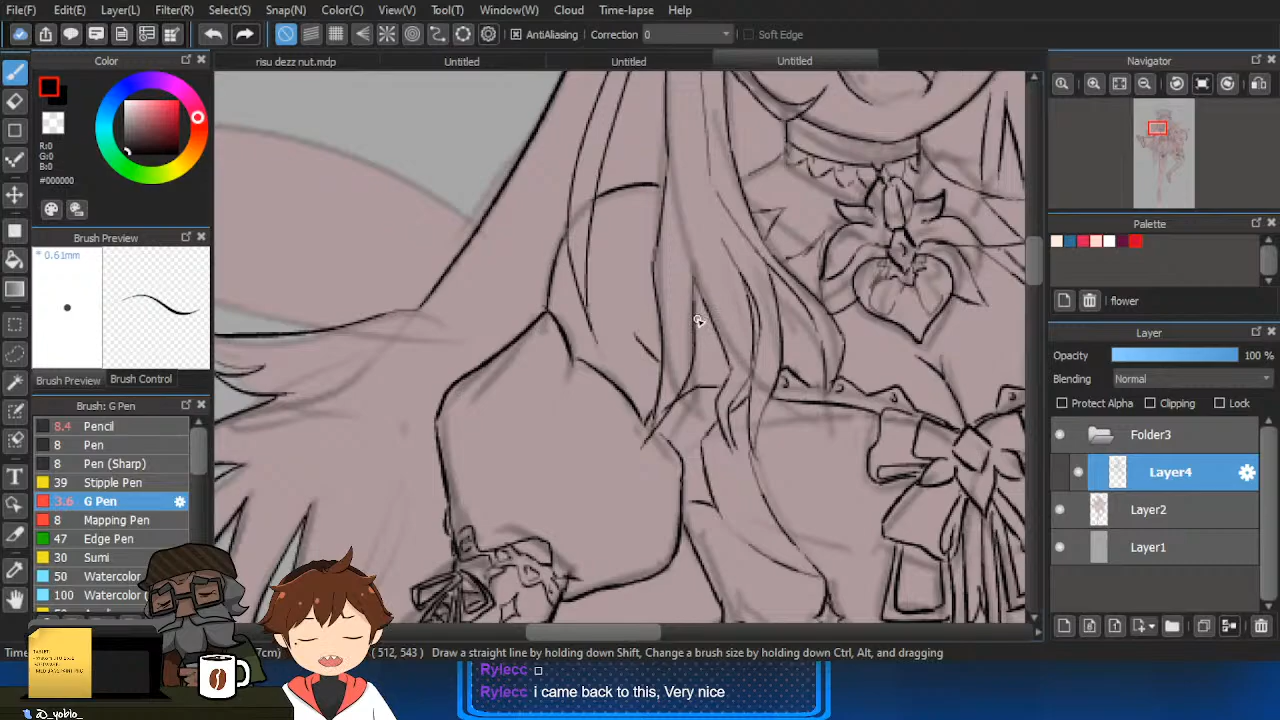 File(F) Edit(E) Layer(L) Filter(R) Select(S) Snap(N) Color(C) View(V) Tool(T) Window(W) Cloud Time-lapse Help
AntiAliasing Correction 0 Soft Edge
Color
R:0
G:0
B:0
#000000
Brush Preview
* 0.61mm
Brush Preview Brush Control
Brush: G Pen
8.4 Pencil
8 Pen
8 Pen (Sharp)
39 Stipple Pen
3.6 G Pen
8 Mapping Pen
47 Edge Pen
30 Sumi
50 Watercolor
100 Watercolor
risu dezz nut.mdp Untitled Untitled Untitled
Navigator
Palette
flower
Layer
Opacity 100 %
Blending Normal
Protect Alpha Clipping Lock
Folder3
Layer4
Layer2
Layer1
( 512, 543 ) Draw a straight line by holding down Shift, Change a brush size by holding down Ctrl, Alt, and dragging
Rylecc □
Rylecc i came back to this, Very nice